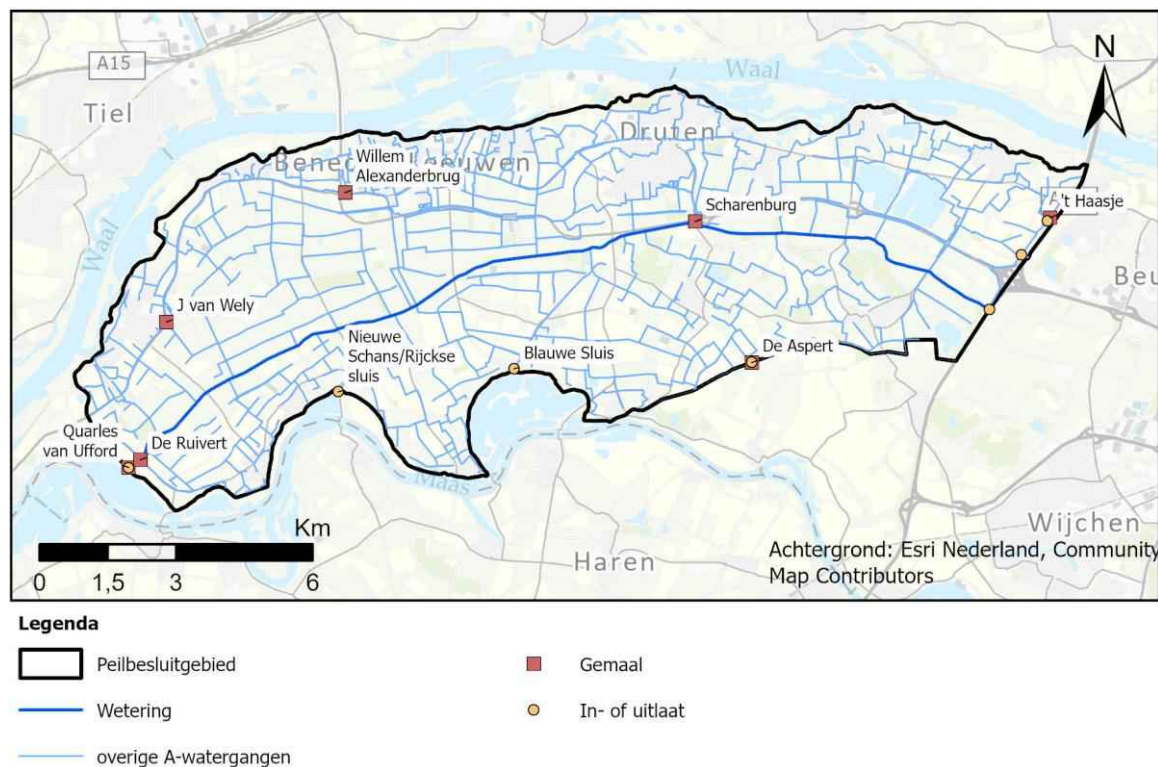 N
A15
Waal
Tiel
Druten
Willem
Alexanderbrug
Scharenburg
't Haasje
Waal
J van Wely
Nieuwe
Schans/Rijckse
sluis
Blauwe Sluis
De Aspert
Quarles
van Ufford
De Ruivert
Maas
Km
Wijchen
Haren
Achtergrond: Esri Nederland, Community
Map Contributors
0 1,5 3 6
Legenda
Peilbesluitgebied
Gemaal
Wetering
In- of uitlaat
overige A-watergangen